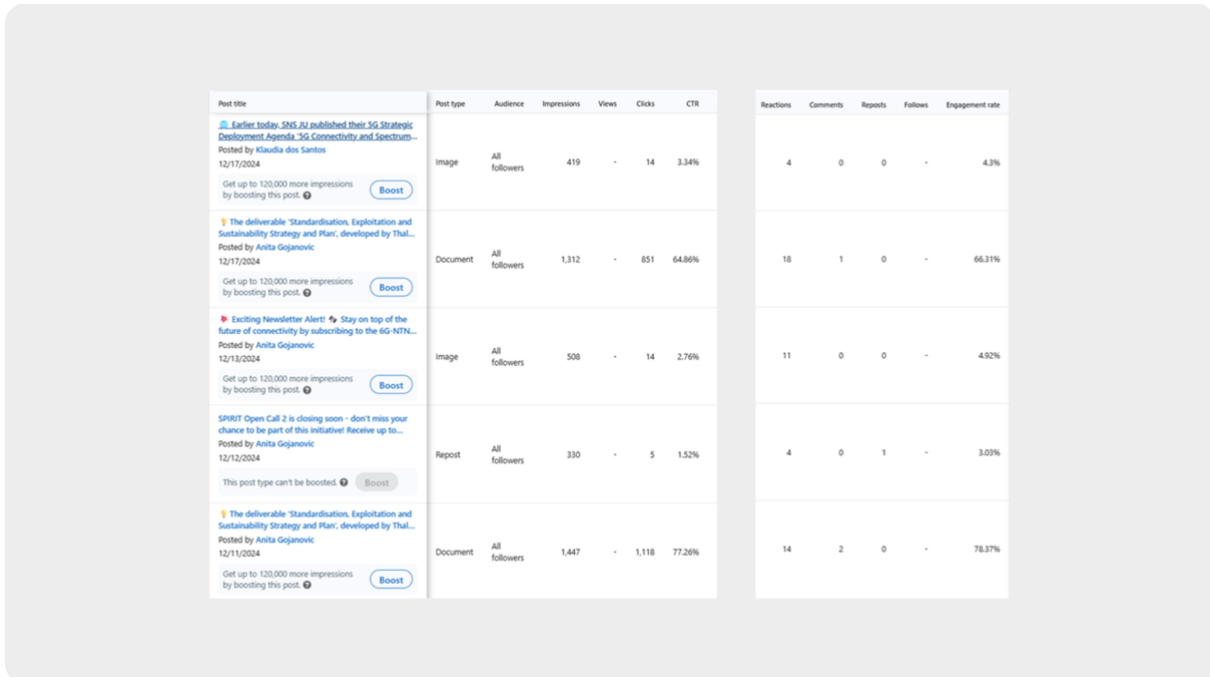 Post title
Post type Audience Impressions Views Clicks CTR
Reactions Comments Reposts Follows Engagement rate
Earlier today, SNS JU published their 5G Strategic
Deployment Agenda '5G Connectivity and Spectrum...
Posted by Klaudia dos Santos
12/17/2024
Get up to 120,000 more impressions
by boosting this post.
Boost
Image
All
followers
419 - 14 3.34%
4 0 0 - 4.3%
💡 The deliverable 'Standardisation, Exploitation and
Sustainability Strategy and Plan', developed by Thal...
Posted by Anita Gojanovic
12/17/2024
Get up to 120,000 more impressions
by boosting this post.
Boost
Document
All
followers
1,312 - 851 64.86%
18 1 0 - 66.31%
Exciting Newsletter Alert! Stay on top of the
future of connectivity by subscribing to the 6G-NTN...
Posted by Anita Gojanovic
12/13/2024
Get up to 120,000 more impressions
by boosting this post.
Boost
Image
All
followers
508 - 14 2.76%
11 0 0 - 4.92%
SPIRIT Open Call 2 is closing soon - don't miss your
chance to be part of this initiative! Receive up to...
Posted by Anita Gojanovic
12/12/2024
This post type can't be boosted.
Boost
Repost
All
followers
330 - 5 1.52%
4 0 1 - 3.03%
💡 The deliverable 'Standardisation, Exploitation and
Sustainability Strategy and Plan', developed by Thal...
Posted by Anita Gojanovic
12/11/2024
Get up to 120,000 more impressions
by boosting this post.
Boost
Document
All
followers
1,447 - 1,118 77.26%
14 2 0 - 78.37%